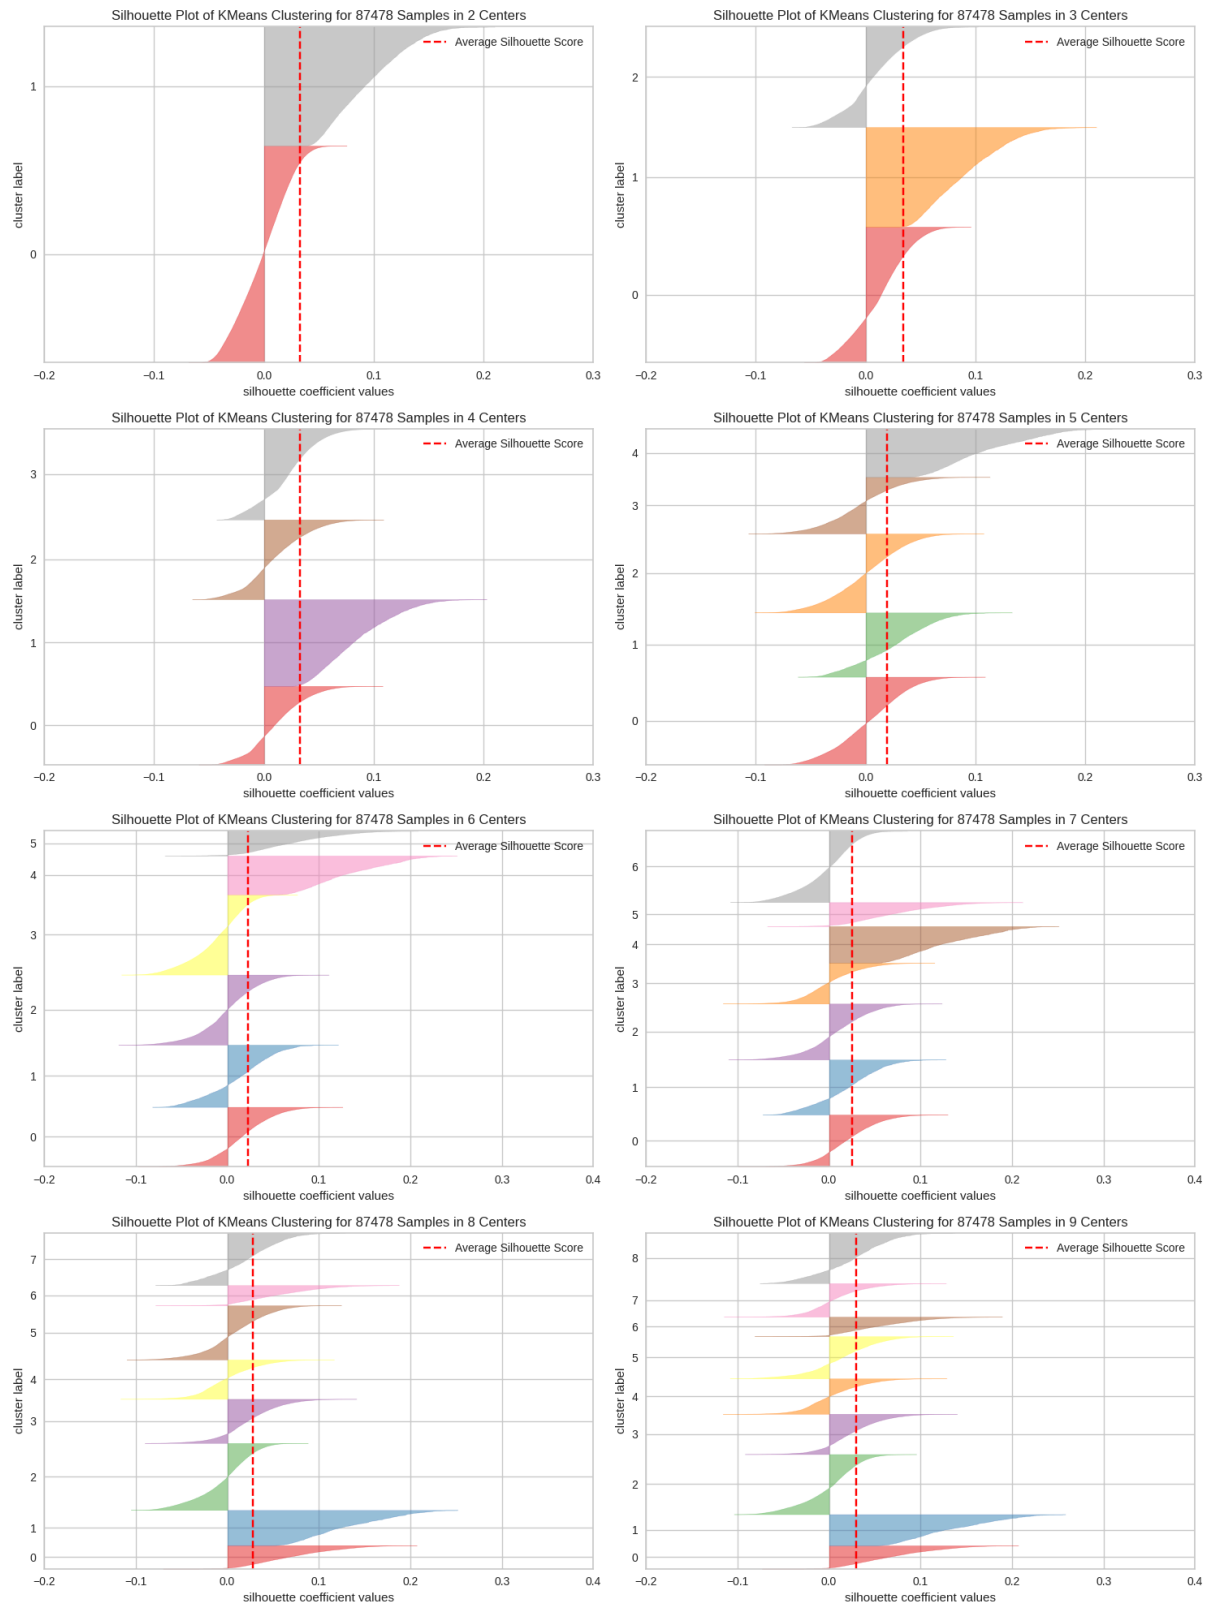 Silhouette Plot of KMeans Clustering for 87478 Samples in 2 Centers
Average Silhouette Score
1
0
cluster label
−0.2 −0.1 0.0 0.1 0.2 0.3
silhouette coefficient values
Silhouette Plot of KMeans Clustering for 87478 Samples in 3 Centers
Average Silhouette Score
2
1
0
cluster label
−0.2 −0.1 0.0 0.1 0.2 0.3
silhouette coefficient values
Silhouette Plot of KMeans Clustering for 87478 Samples in 4 Centers
Average Silhouette Score
3
2
1
0
cluster label
−0.2 −0.1 0.0 0.1 0.2 0.3
silhouette coefficient values
Silhouette Plot of KMeans Clustering for 87478 Samples in 5 Centers
Average Silhouette Score
4
3
2
1
0
cluster label
−0.2 −0.1 0.0 0.1 0.2 0.3
silhouette coefficient values
Silhouette Plot of KMeans Clustering for 87478 Samples in 6 Centers
Average Silhouette Score
5
4
3
2
1
0
cluster label
−0.2 −0.1 0.0 0.1 0.2 0.3 0.4
silhouette coefficient values
Silhouette Plot of KMeans Clustering for 87478 Samples in 7 Centers
Average Silhouette Score
6
5
4
3
2
1
0
cluster label
−0.2 −0.1 0.0 0.1 0.2 0.3 0.4
silhouette coefficient values
Silhouette Plot of KMeans Clustering for 87478 Samples in 8 Centers
Average Silhouette Score
7
6
5
4
3
2
1
0
cluster label
−0.2 −0.1 0.0 0.1 0.2 0.3 0.4
silhouette coefficient values
Silhouette Plot of KMeans Clustering for 87478 Samples in 9 Centers
Average Silhouette Score
8
7
6
5
4
3
2
1
0
cluster label
−0.2 −0.1 0.0 0.1 0.2 0.3 0.4
silhouette coefficient values